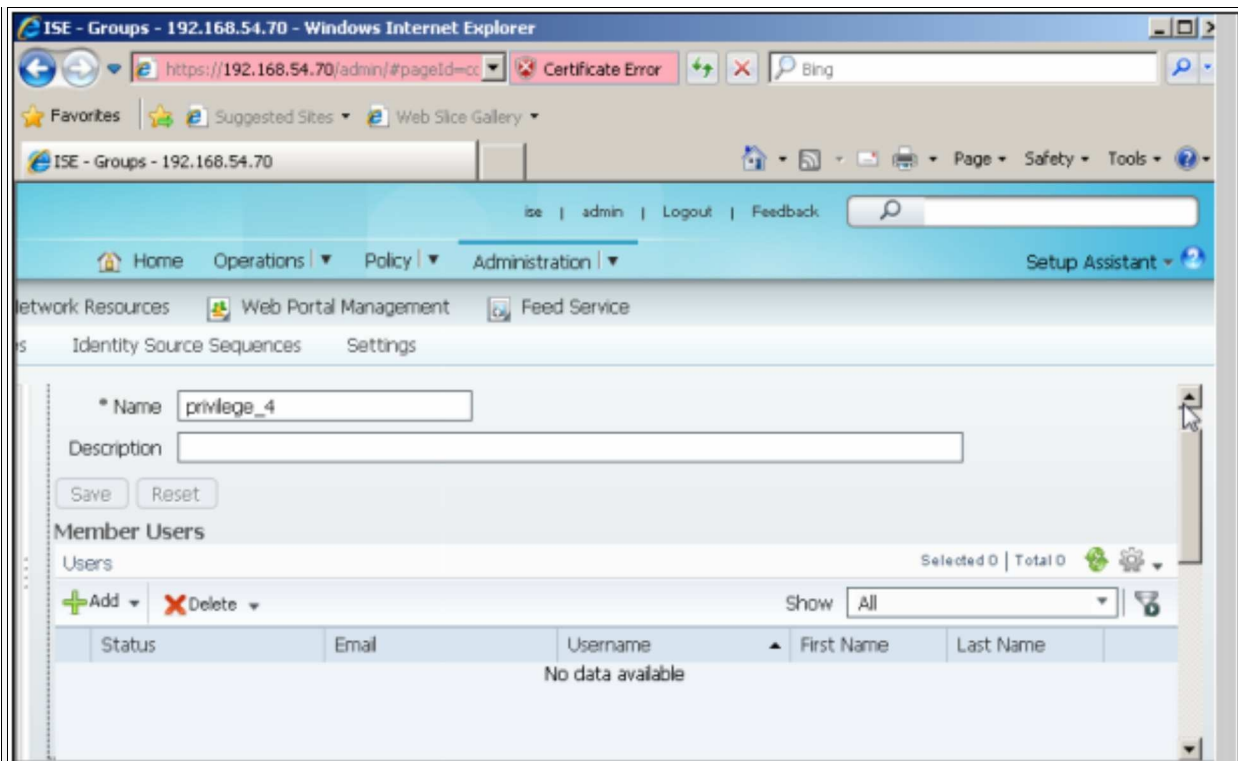 ISE - Groups - 192.168.54.70 - Windows Internet Explorer
https://192.168.54.70/admin/#pageId=cc Certificate Error Bing
Favorites Suggested Sites Web Slice Gallery
ISE - Groups - 192.168.54.70 Page Safety Tools
ise | admin | Logout | Feedback
Home Operations | Policy | Administration | Setup Assistant
etwork Resources Web Portal Management Feed Service
s Identity Source Sequences Settings
* Name privilege_4
Description
Save Reset
Member Users
Users Selected 0 | Total 0
Add Delete Show All
Status Email Username First Name Last Name
No data available